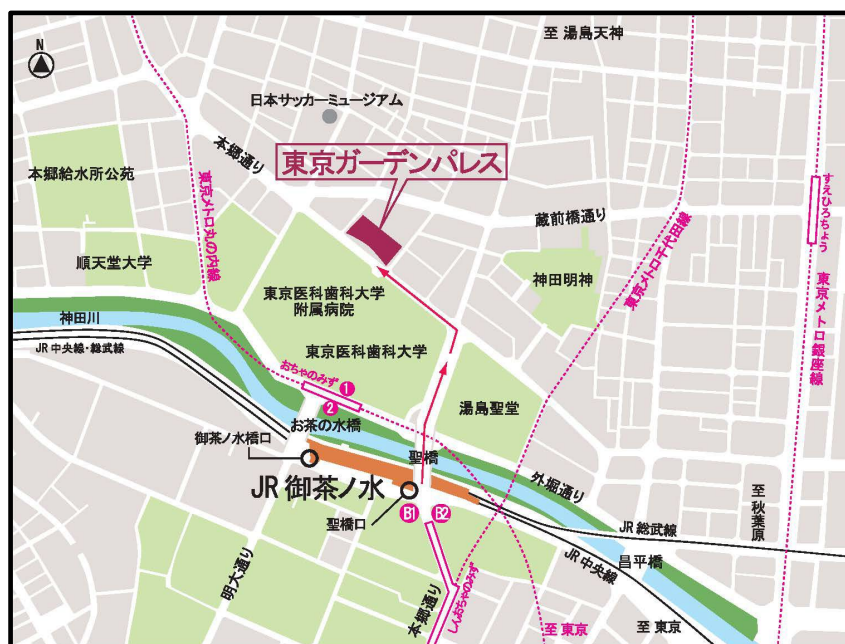 N
至 湯島天神
日本サッカーミュージアム
本郷通り
東京ガーデンパレス
本郷給水所公苑
東京メトロ丸の内線
蔵前橋通り
すえひろちょう
東京メトロ千代田線
順天堂大学
神田明神
東京医科歯科大学
附属病院
東京メトロ銀座線
神田川
JR 中央線・総武線
東京医科歯科大学
おちゃのみず
1
2
湯島聖堂
お茶の水橋
御茶ノ水橋口
聖橋
外堀通り
JR 御茶ノ水
至 秋葉原
B1
B2
聖橋口
JR 総武線
昌平橋
JR 中央線
明大通り
本郷通り
しんおちゃのみず
至 東京
至 東京